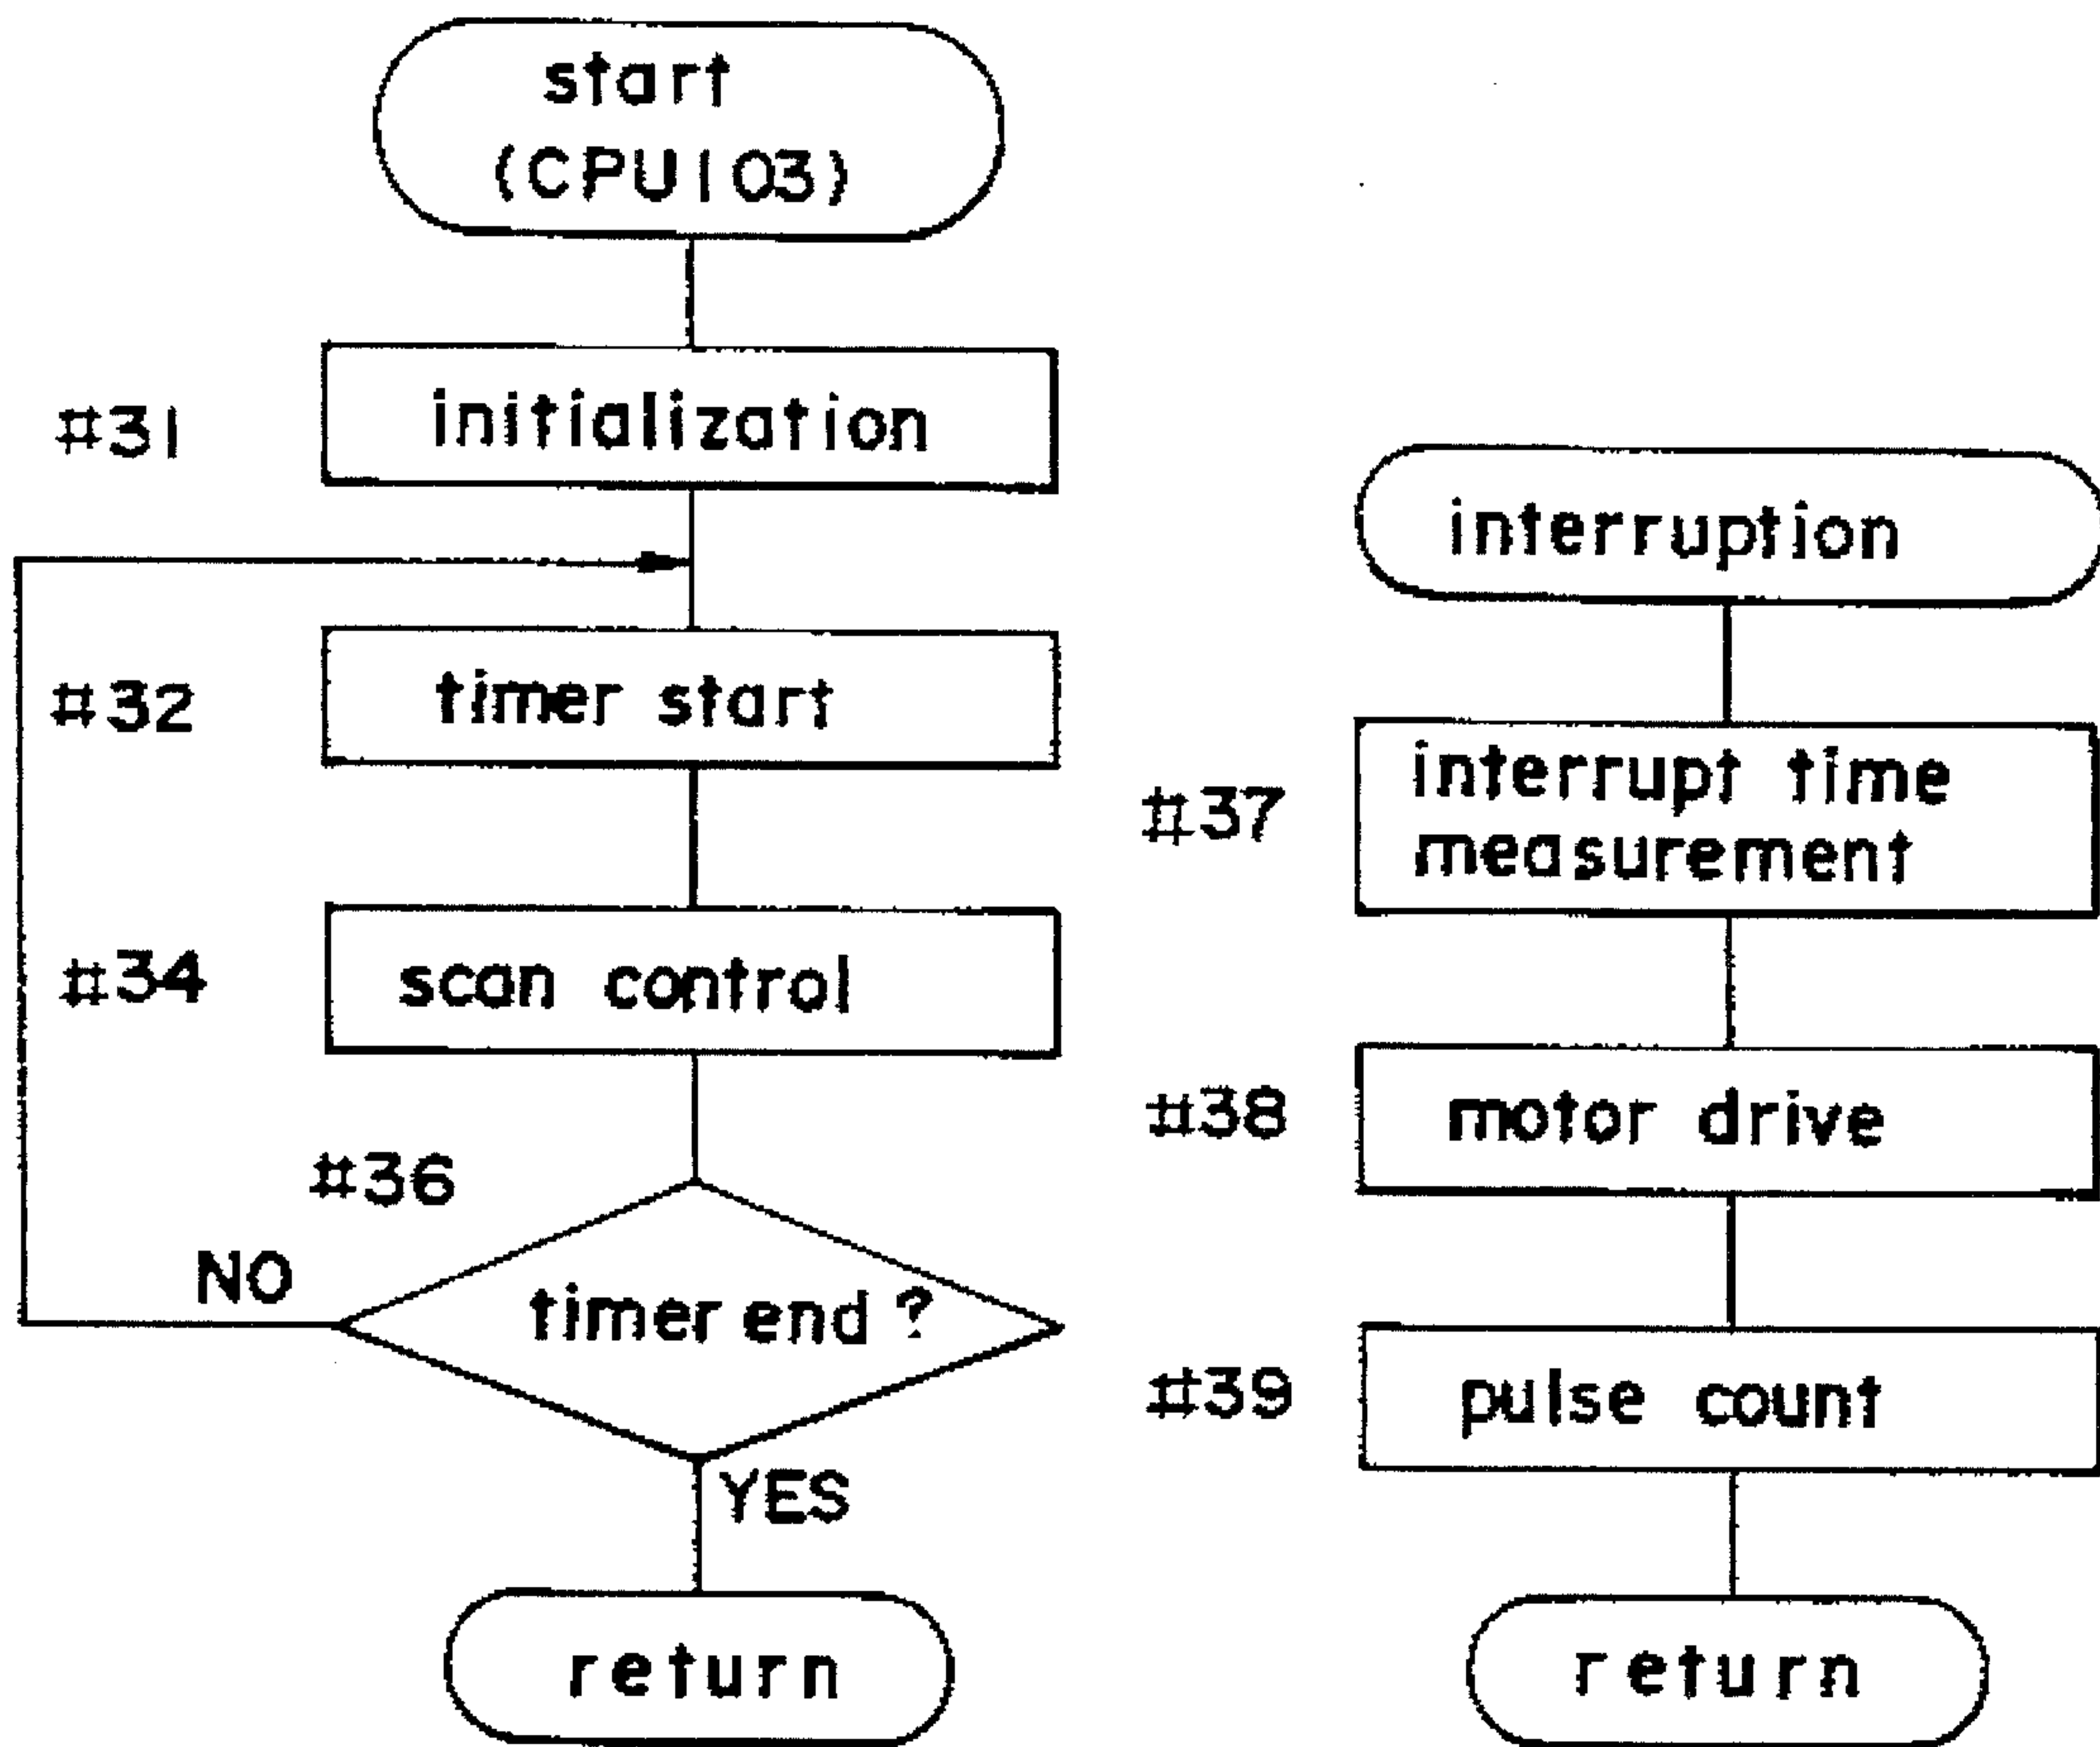 start
(CPU103)
#31
initialization
#32
timer start
#34
scan control
#36
NO
timer end ?
YES
return
interruption
#37
interrupt time
measurement
#38
motor drive
#39
pulse count
return